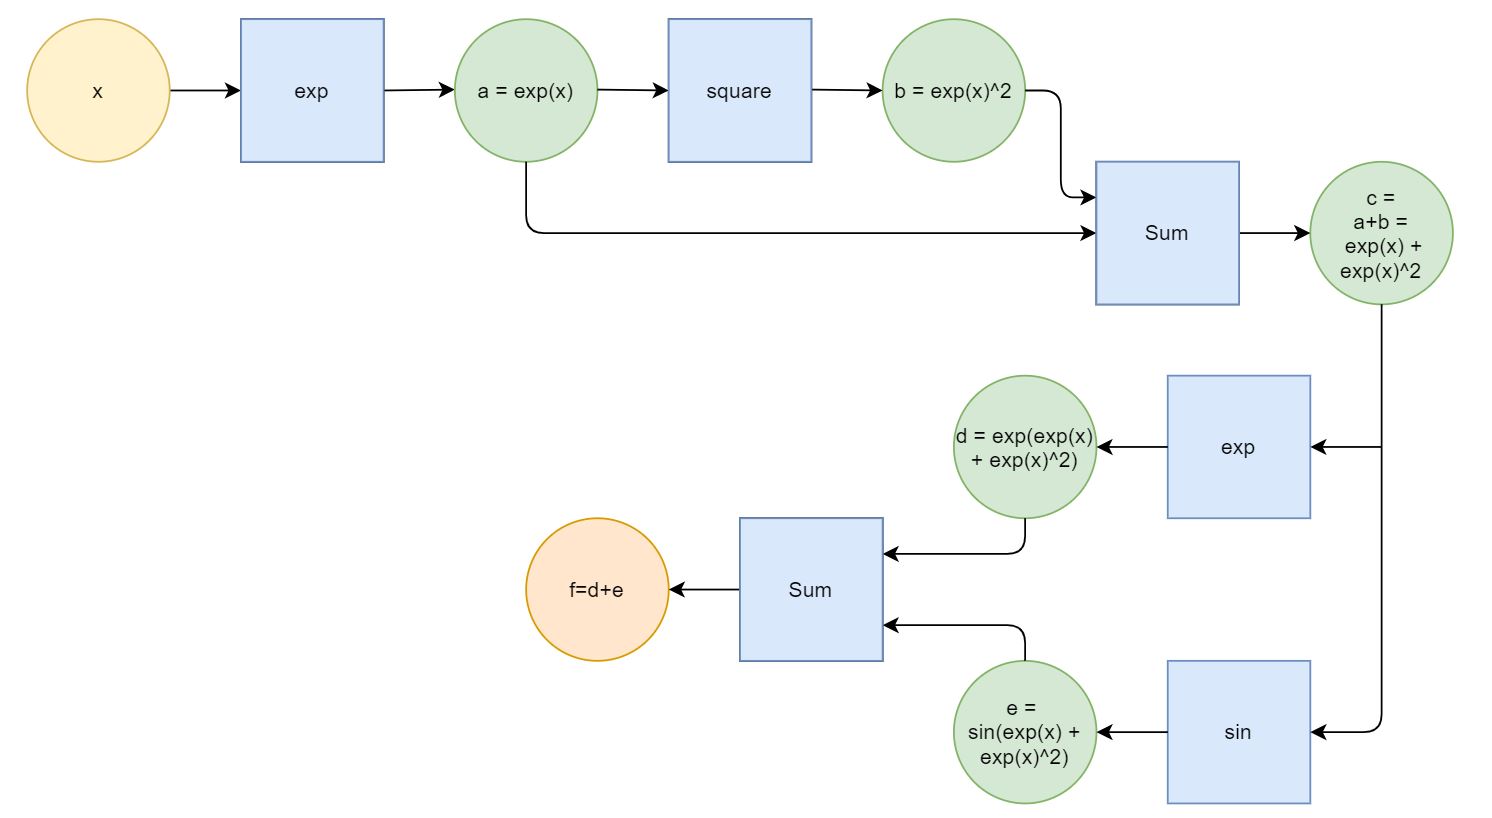 x
exp
a = exp(x)
square
b = exp(x)^2
Sum
c =
a+b =
exp(x) +
exp(x)^2
d = exp(exp(x)
+ exp(x)^2)
exp
f=d+e
Sum
e =
sin(exp(x) +
exp(x)^2)
sin